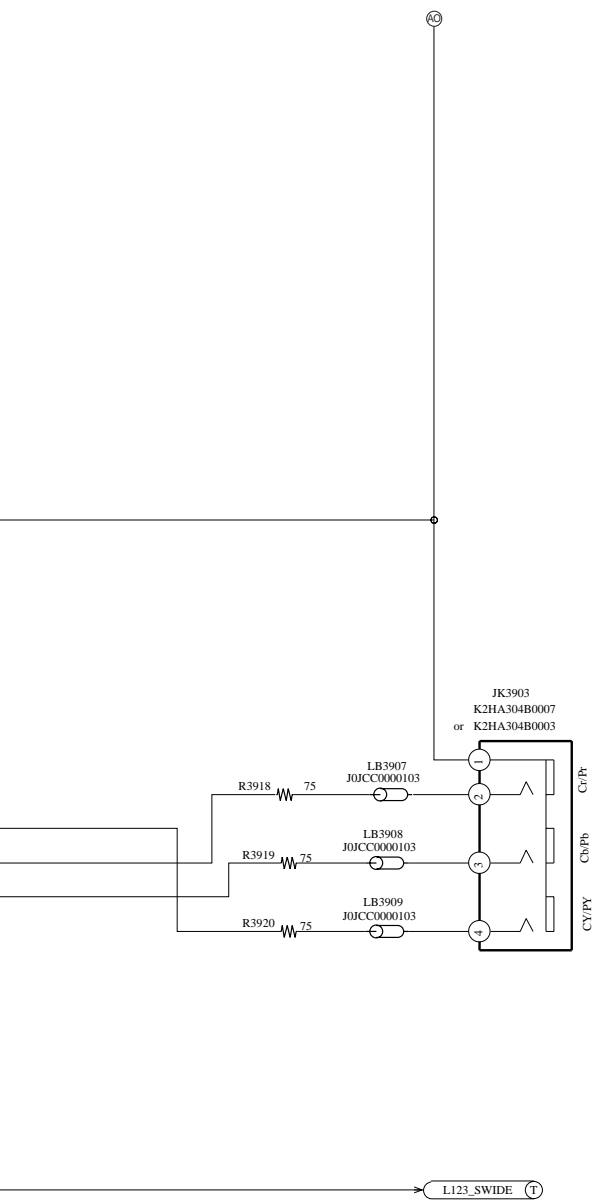 AO
JK3903
K2HA304B0007
or K2HA304B0003
LB3907
J0JCC0000103
R3918 75
1
2
Cr/Pr
LB3908
J0JCC0000103
R3919 75
3
Cb/Pb
LB3909
J0JCC0000103
R3920 75
4
CY/PY
L123_SWIDE T